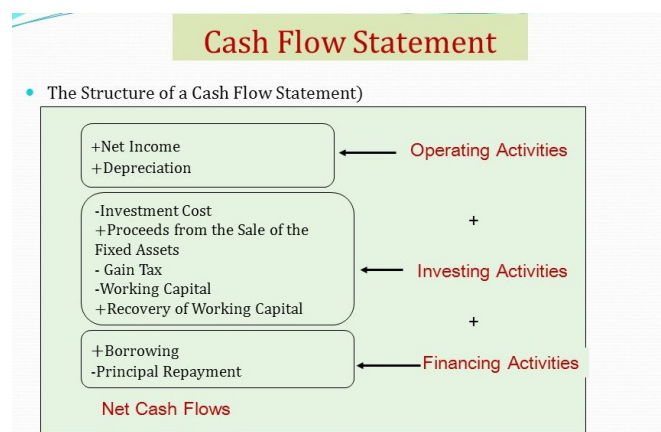 Cash Flow Statement
• The Structure of a Cash Flow Statement)
+Net Income
+Depreciation
Operating Activities
+
-Investment Cost
+Proceeds from the Sale of the
Fixed Assets
- Gain Tax
-Working Capital
+Recovery of Working Capital
Investing Activities
+
+Borrowing
-Principal Repayment
Financing Activities
Net Cash Flows